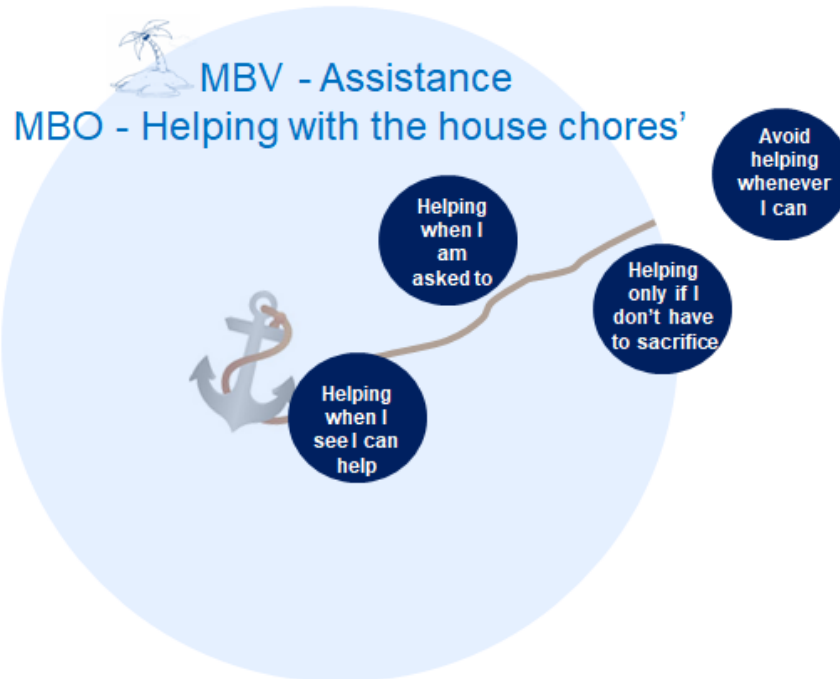 MBV - Assistance
MBO - Helping with the house chores’
Avoid
helping
whenever
I can
Helping
when I
am
asked to
Helping
only if I
don't have
to sacrifice
Helping
when I
see I can
help